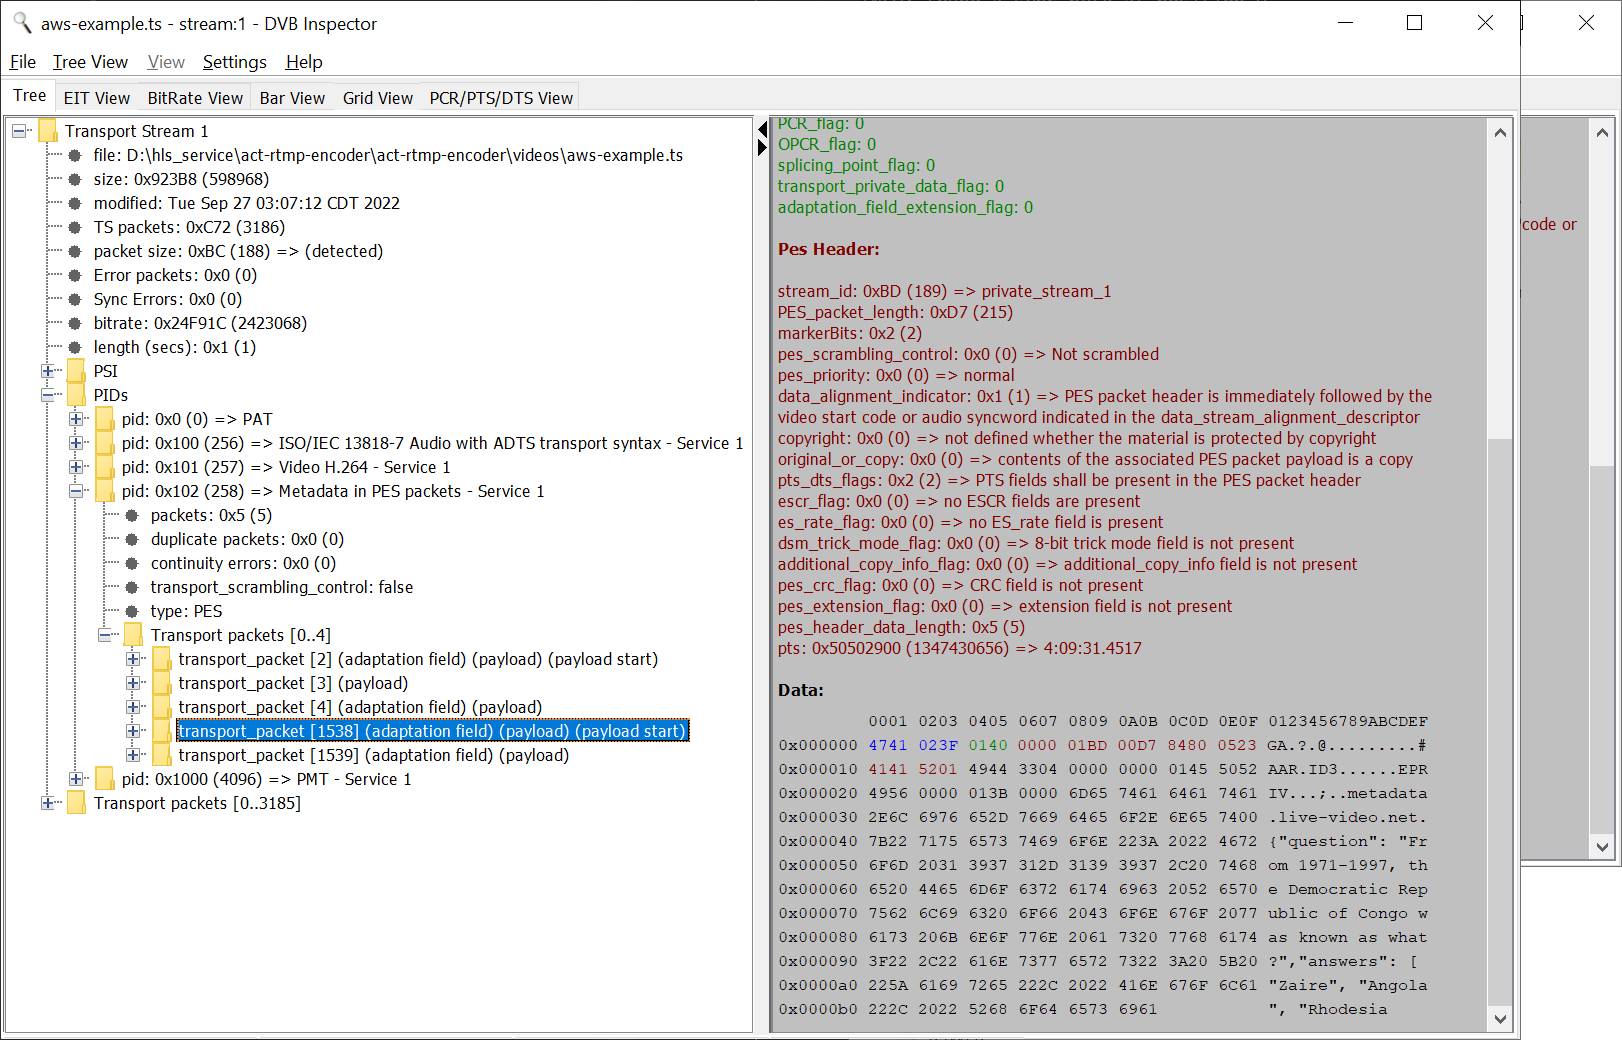 aws-example.ts - stream:1 - DVB Inspector
File Tree View View Settings Help
Tree EIT View BitRate View Bar View Grid View PCR/PTS/DTS View
Transport Stream 1
file: D:\hls_service\act-rtmp-encoder\act-rtmp-encoder\videos\aws-example.ts
size: 0x923B8 (598968)
modified: Tue Sep 27 03:07:12 CDT 2022
TS packets: 0xC72 (3186)
packet size: 0xBC (188) => (detected)
Error packets: 0x0 (0)
Sync Errors: 0x0 (0)
bitrate: 0x24F91C (2423068)
length (secs): 0x1 (1)
PSI
PIDs
pid: 0x0 (0) => PAT
pid: 0x100 (256) => ISO/IEC 13818-7 Audio with ADTS transport syntax - Service 1
pid: 0x101 (257) => Video H.264 - Service 1
pid: 0x102 (258) => Metadata in PES packets - Service 1
packets: 0x5 (5)
duplicate packets: 0x0 (0)
continuity errors: 0x0 (0)
transport_scrambling_control: false
type: PES
Transport packets [0..4]
transport_packet [2] (adaptation field) (payload) (payload start)
transport_packet [3] (payload)
transport_packet [4] (adaptation field) (payload)
transport_packet [1538] (adaptation field) (payload) (payload start)
transport_packet [1539] (adaptation field) (payload)
pid: 0x1000 (4096) => PMT - Service 1
Transport packets [0..3185]
PCR_flag: 0
OPCR_flag: 0
splicing_point_flag: 0
transport_private_data_flag: 0
adaptation_field_extension_flag: 0
Pes Header:
stream_id: 0xBD (189) => private_stream_1
PES_packet_length: 0xD7 (215)
markerBits: 0x2 (2)
pes_scrambling_control: 0x0 (0) => Not scrambled
pes_priority: 0x0 (0) => normal
data_alignment_indicator: 0x1 (1) => PES packet header is immediately followed by the
video start code or audio syncword indicated in the data_stream_alignment_descriptor
copyright: 0x0 (0) => not defined whether the material is protected by copyright
original_or_copy: 0x0 (0) => contents of the associated PES packet payload is a copy
pts_dts_flags: 0x2 (2) => PTS fields shall be present in the PES packet header
escr_flag: 0x0 (0) => no ESCR fields are present
es_rate_flag: 0x0 (0) => no ES_rate field is present
dsm_trick_mode_flag: 0x0 (0) => 8-bit trick mode field is not present
additional_copy_info_flag: 0x0 (0) => additional_copy_info field is not present
pes_crc_flag: 0x0 (0) => CRC field is not present
pes_extension_flag: 0x0 (0) => extension field is not present
pes_header_data_length: 0x5 (5)
pts: 0x50502900 (1347430656) => 4:09:31.4517
Data:
0001 0203 0405 0607 0809 0A0B 0C0D 0E0F 0123456789ABCDEF
0x000000 4741 023F 0140 0000 01BD 00D7 8480 0523 GA.?.@.........#
0x000010 4141 5201 4944 3304 0000 0000 0145 5052 AAR.ID3......EPR
0x000020 4956 0000 013B 0000 6D65 7461 6461 7461 IV...;..metadata
0x000030 2E6C 6976 652D 7669 6465 6F2E 6E65 7400 .live-video.net.
0x000040 7B22 7175 6573 7469 6F6E 223A 2022 4672 {"question": "Fr
0x000050 6F6D 2031 3937 312D 3139 3937 2C20 7468 om 1971-1997, th
0x000060 6520 4465 6D6F 6372 6174 6963 2052 6570 e Democratic Rep
0x000070 7562 6C69 6320 6F66 2043 6F6E 676F 2077 ublic of Congo w
0x000080 6173 206B 6E6F 776E 2061 7320 7768 6174 as known as what
0x000090 3F22 2C22 616E 7377 6572 7322 3A20 5B20 ?","answers": [
0x0000a0 225A 6169 7265 222C 2022 416E 676F 6C61 "Zaire", "Angola
0x0000b0 222C 2022 5268 6F64 6573 6961 ", "Rhodesia
code or